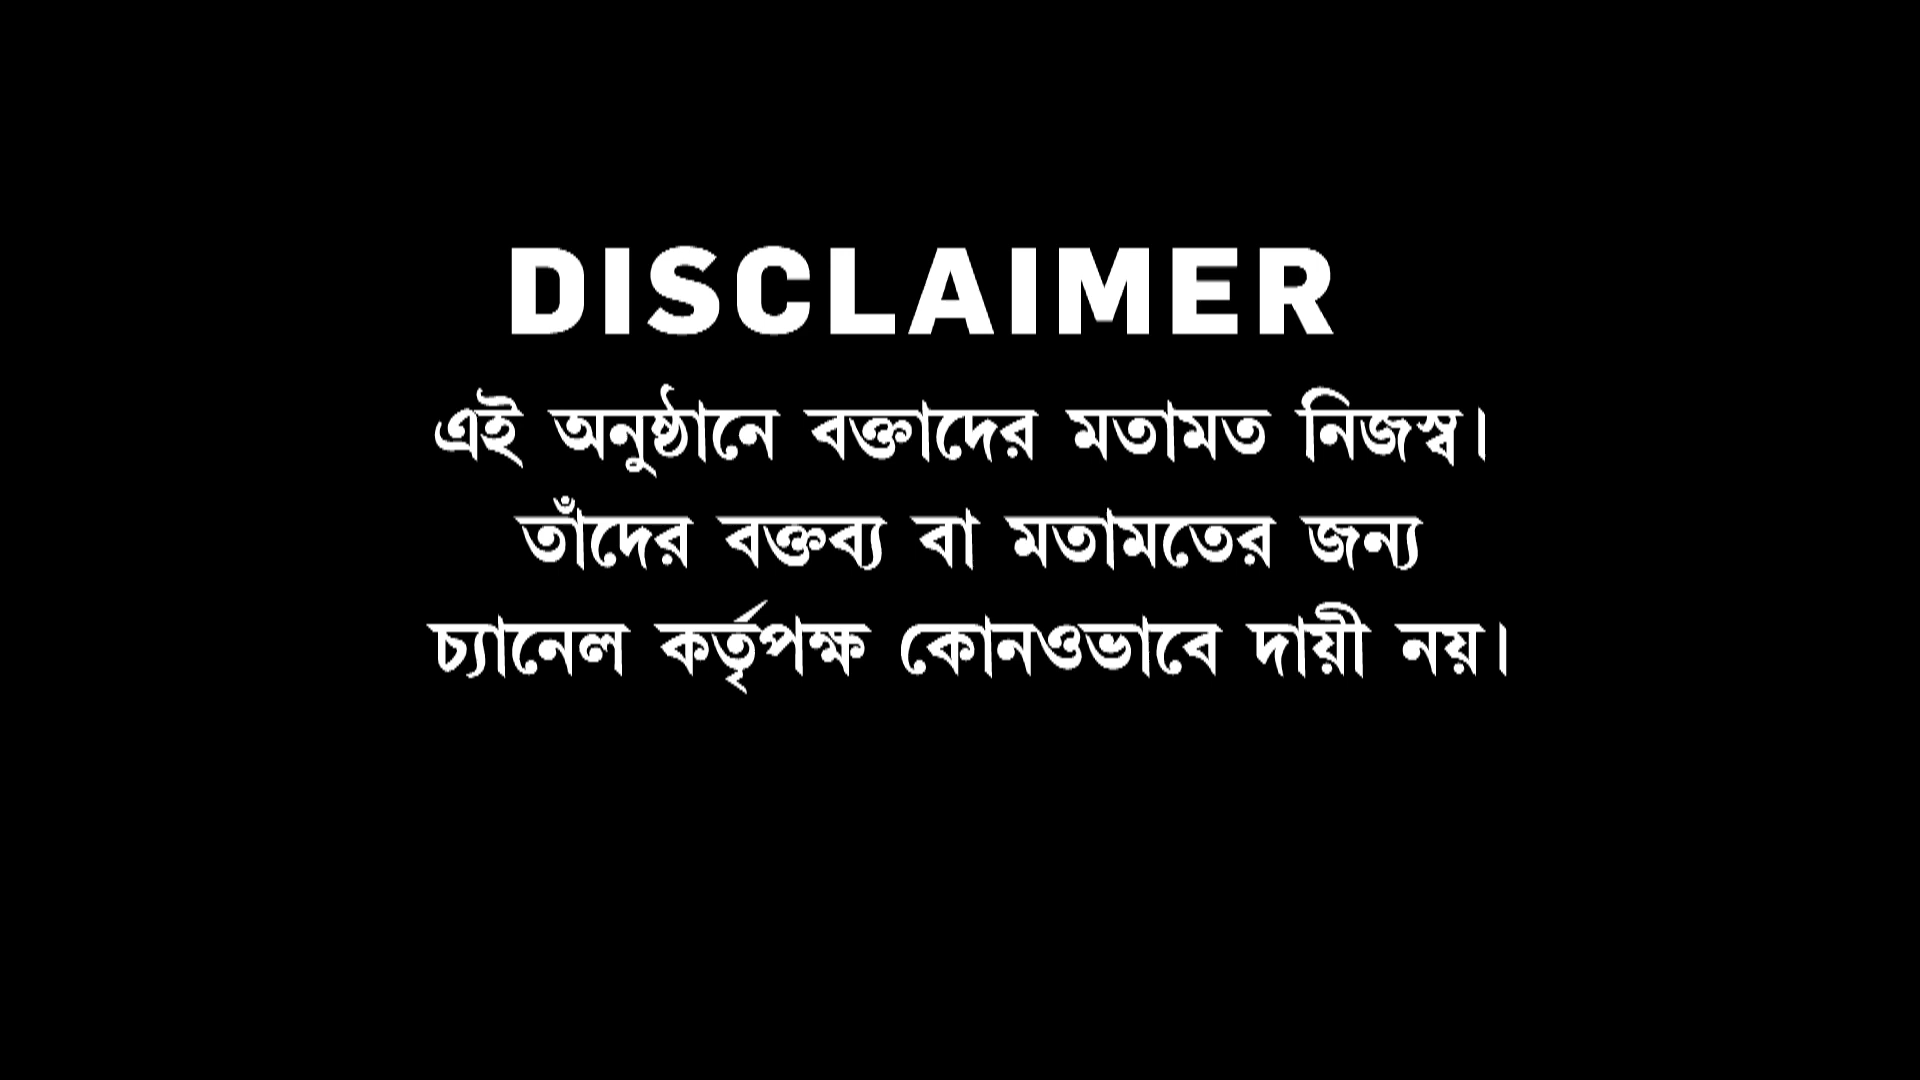 DISCLAIMER
এই অনুষ্ঠানে বক্তাদের মতামত নিজস্ব।
তাঁদের বক্তব্য বা মতামতের জন্য
চ্যানেল কর্তৃপক্ষ কোনওভাবে দায়ী নয়।